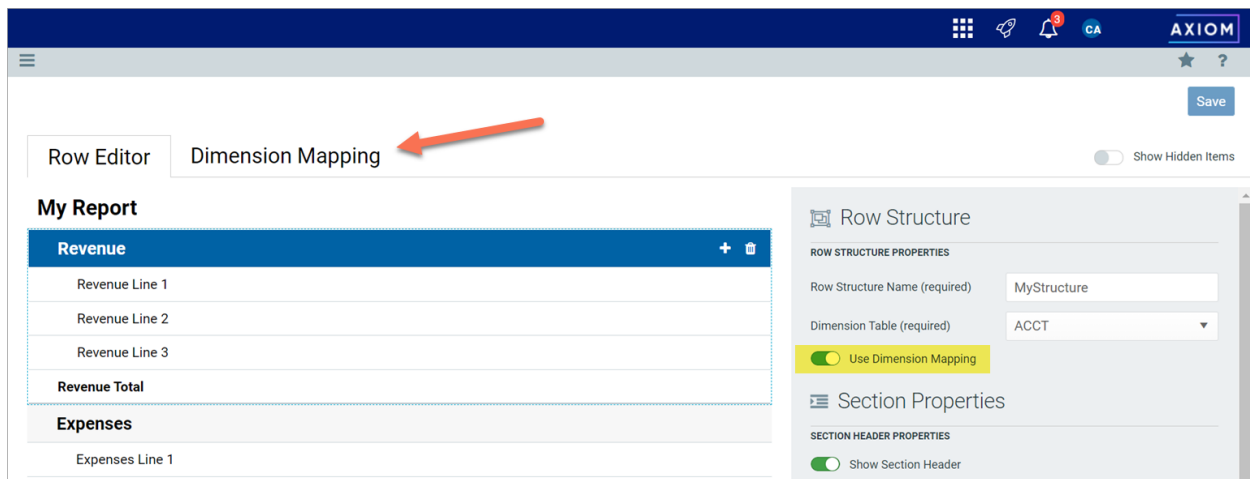 3
CA
AXIOM
?
Save
Row Editor
Dimension Mapping
Show Hidden Items
My Report
Revenue
Revenue Line 1
Revenue Line 2
Revenue Line 3
Revenue Total
Expenses
Expenses Line 1
Row Structure
ROW STRUCTURE PROPERTIES
Row Structure Name (required) MyStructure
Dimension Table (required) ACCT
Use Dimension Mapping
Section Properties
SECTION HEADER PROPERTIES
Show Section Header